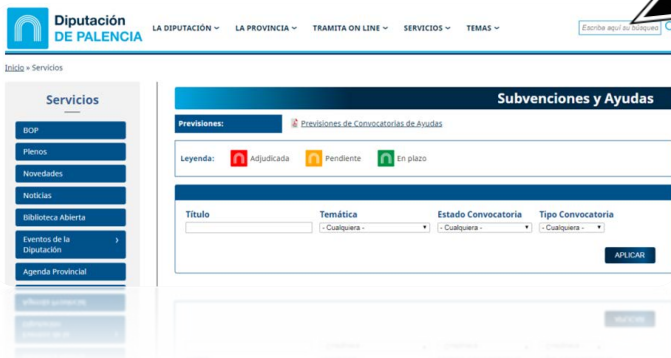 Diputación
DE PALENCIA
LA DIPUTACIÓN
LA PROVINCIA
TRAMITA ON LINE
SERVICIOS
TEMAS
Escribe aquí su búsqueda
Inicio » Servicios
Servicios
BOP
Plenos
Novedades
Noticias
Biblioteca Abierta
Eventos de la
Diputación
Agenda Provincial
Subvenciones y Ayudas
Previsiones: Previsiones de Convocatorias de Ayudas
Leyenda: Adjudicada Pendiente En plazo
Título Temática Estado Convocatoria Tipo Convocatoria
- Cualquiera - - Cualquiera - - Cualquiera -
APLICAR